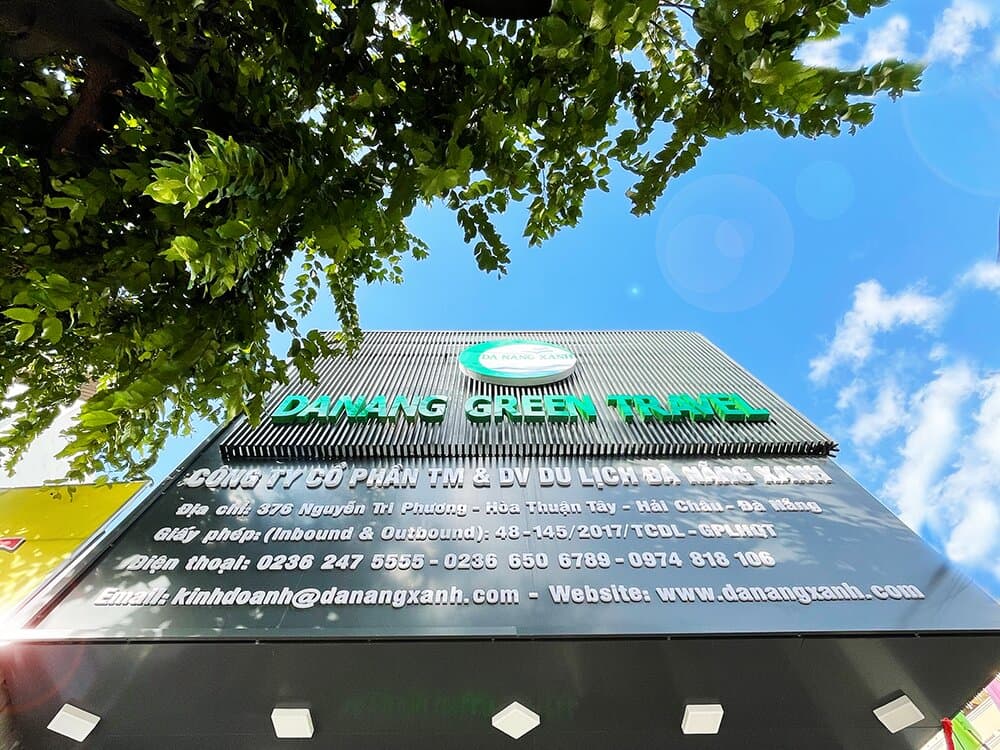 ĐÀ NẴNG XANH
DANANG GREEN TRAVEL
CÔNG TY CỔ PHẦN TM & DV DU LỊCH ĐÀ NẴNG XANH
Địa chỉ: 376 Nguyễn Tri Phương - Hòa Thuận Tây - Hải Châu - Đà Nẵng
Giấy phép: (Inbound & Outbound): 48-145/2017/TCDL - GPLHQT
Điện thoại: 0236 247 5555 - 0236 650 6789 - 0974 818 106
Email: kinhdoanh@danangxanh.com - Website: www.danangxanh.com